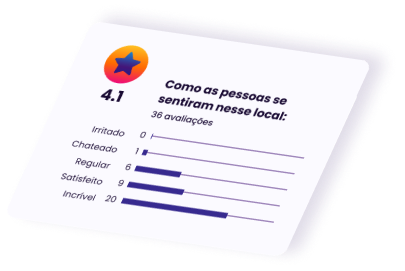 4.1
Como as pessoas se
sentiram nesse local:
36 avaliações
Irritado 0
Chateado 1
Regular 6
Satisfeito 9
Incrível 20